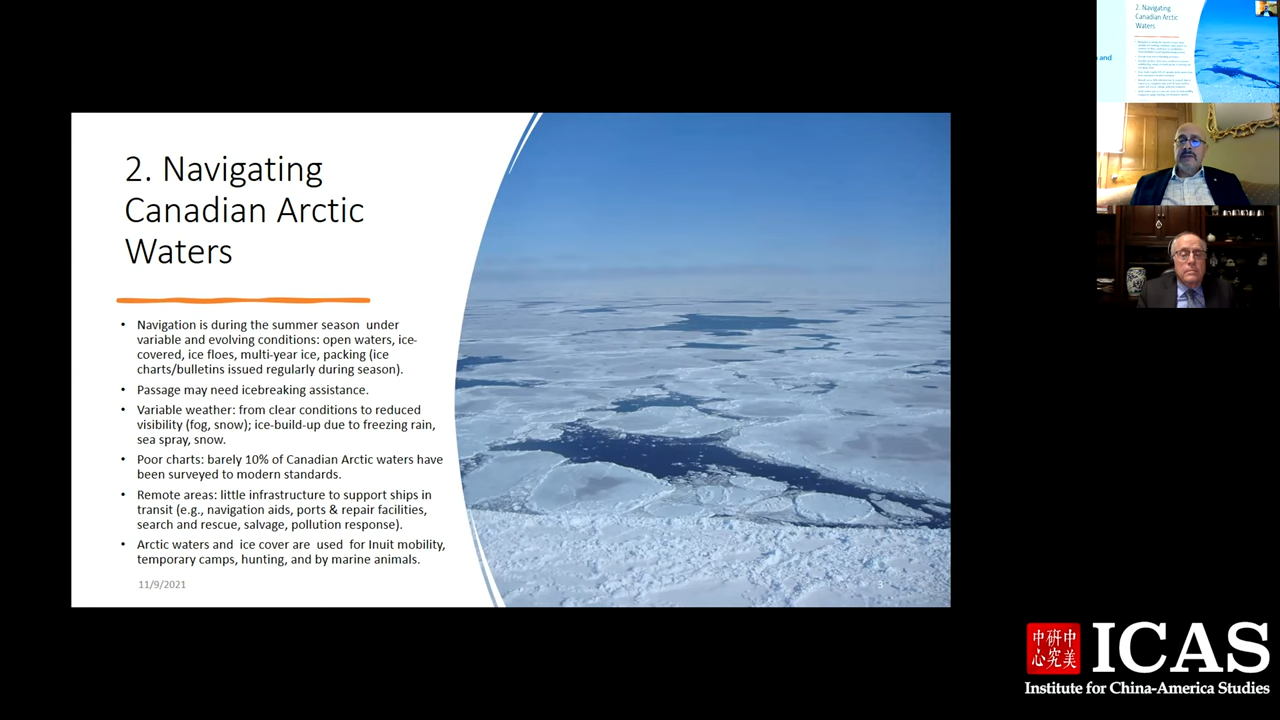 2. Navigating
Canadian Arctic
Waters
• Navigation is during the summer season under
variable and evolving conditions: open waters, ice-
covered, ice floes, multi-year ice, packing (ice
charts/bulletins issued regularly during season).
• Passage may need icebreaking assistance.
• Variable weather: from clear conditions to reduced
visibility (fog, snow); ice-build-up due to freezing rain,
sea spray, snow.
• Poor charts: barely 10% of Canadian Arctic waters have
been surveyed to modern standards.
• Remote areas: little infrastructure to support ships in
transit (e.g., navigation aids, ports & repair facilities,
search and rescue, salvage, pollution response).
• Arctic waters and ice cover are used for Inuit mobility,
temporary camps, hunting, and by marine animals.
11/9/2021
3
2. Navigating
Canadian Arctic
Waters
and
中研中
心究美
ICAS
Institute for China-America Studies